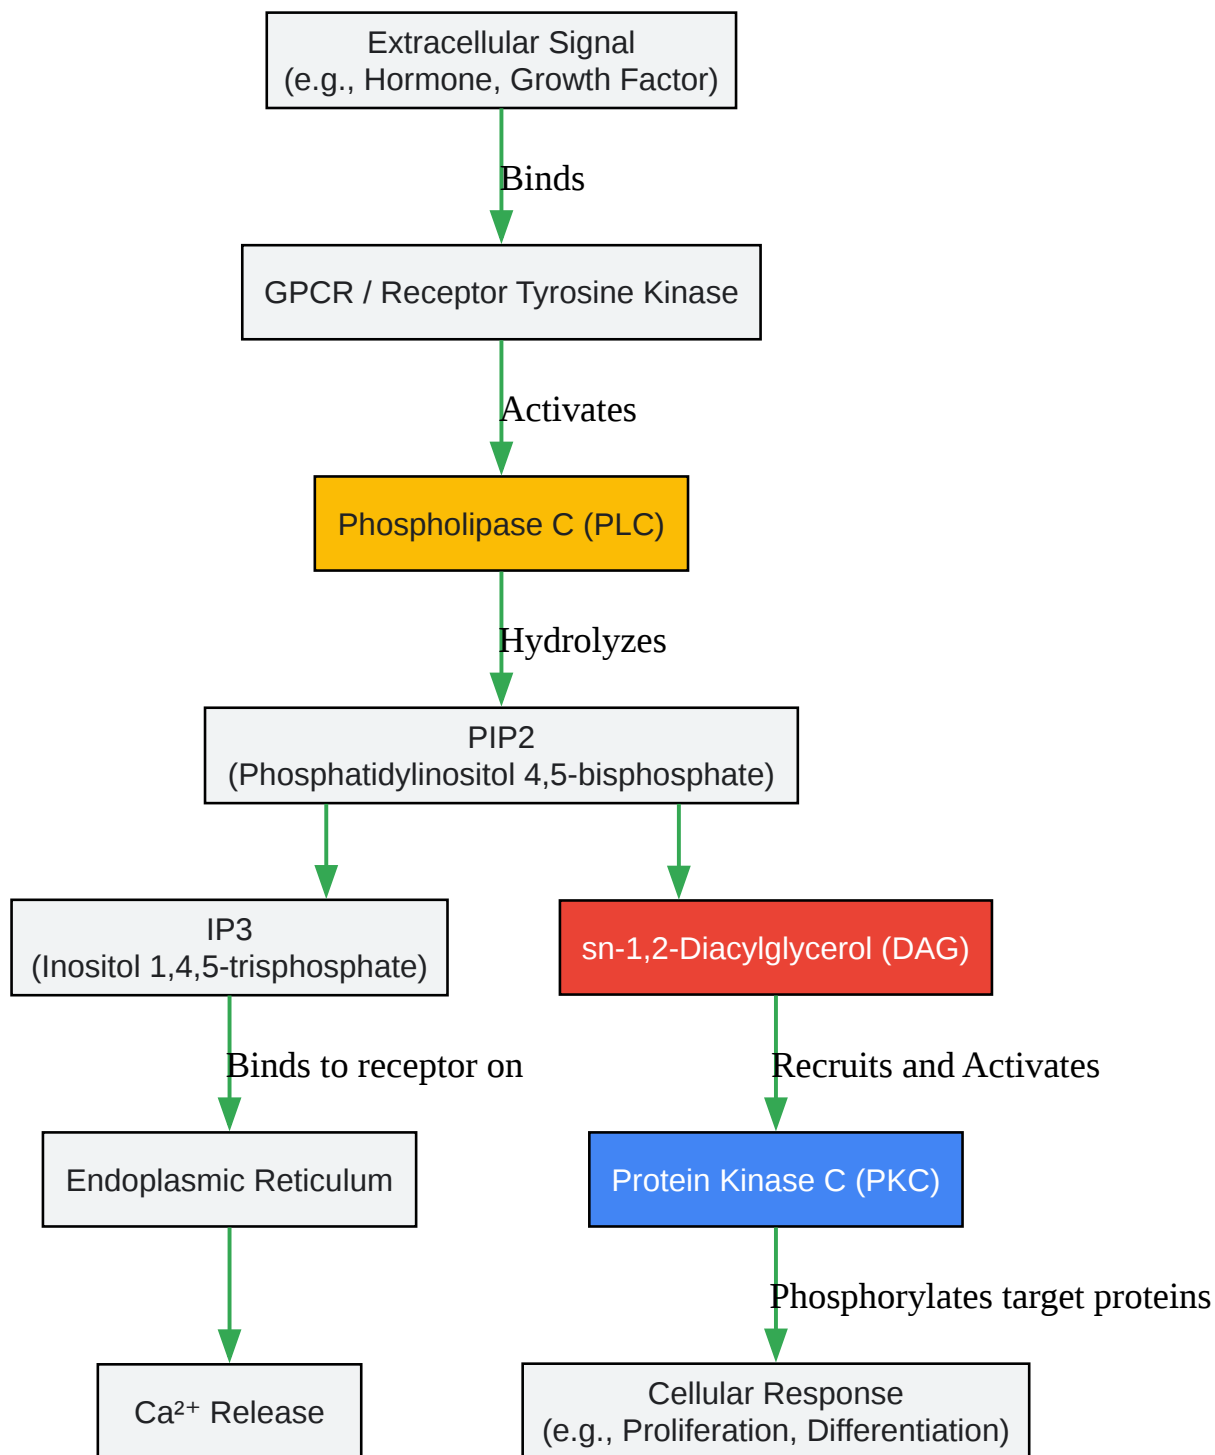 Extracellular Signal
(e.g., Hormone, Growth Factor)
Binds
GPCR / Receptor Tyrosine Kinase
Activates
Phospholipase C (PLC)
Hydrolyzes
PIP2
(Phosphatidylinositol 4,5-bisphosphate)
IP3
(Inositol 1,4,5-trisphosphate)
sn-1,2-Diacylglycerol (DAG)
Binds to receptor on
Recruits and Activates
Endoplasmic Reticulum
Protein Kinase C (PKC)
Phosphorylates target proteins
Ca²⁺ Release
Cellular Response
(e.g., Proliferation, Differentiation)